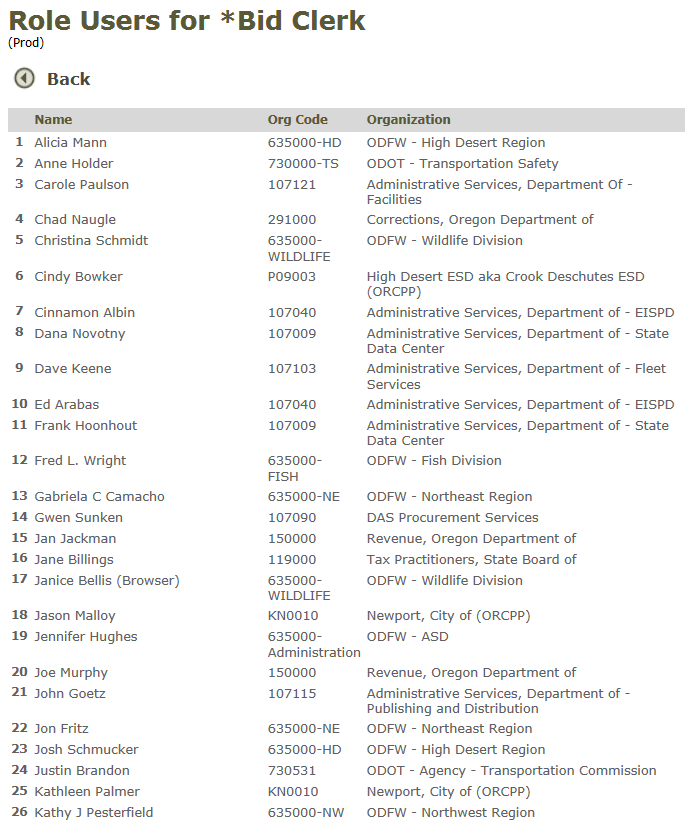 Role Users for *Bid Clerk
(Prod)
Back
Name Org Code Organization
1 Alicia Mann 635000-HD ODFW - High Desert Region
2 Anne Holder 730000-TS ODOT - Transportation Safety
3 Carole Paulson 107121 Administrative Services, Department Of -
Facilities
4 Chad Naugle 291000 Corrections, Oregon Department of
5 Christina Schmidt 635000- ODFW - Wildlife Division
WILDLIFE
6 Cindy Bowker P09003 High Desert ESD aka Crook Deschutes ESD
(ORCPP)
7 Cinnamon Albin 107040 Administrative Services, Department of - EISPD
8 Dana Novotny 107009 Administrative Services, Department of - State
Data Center
9 Dave Keene 107103 Administrative Services, Department of - Fleet
Services
10 Ed Arabas 107040 Administrative Services, Department of - EISPD
11 Frank Hoonhout 107009 Administrative Services, Department of - State
Data Center
12 Fred L. Wright 635000- ODFW - Fish Division
FISH
13 Gabriela C Camacho 635000-NE ODFW - Northeast Region
14 Gwen Sunken 107090 DAS Procurement Services
15 Jan Jackman 150000 Revenue, Oregon Department of
16 Jane Billings 119000 Tax Practitioners, State Board of
17 Janice Bellis (Browser) 635000- ODFW - Wildlife Division
WILDLIFE
18 Jason Malloy KN0010 Newport, City of (ORCPP)
19 Jennifer Hughes 635000- ODFW - ASD
Administration
20 Joe Murphy 150000 Revenue, Oregon Department of
21 John Goetz 107115 Administrative Services, Department of -
Publishing and Distribution
22 Jon Fritz 635000-NE ODFW - Northeast Region
23 Josh Schmucker 635000-HD ODFW - High Desert Region
24 Justin Brandon 730531 ODOT - Agency - Transportation Commission
25 Kathleen Palmer KN0010 Newport, City of (ORCPP)
26 Kathy J Pesterfield 635000-NW ODFW - Northwest Region